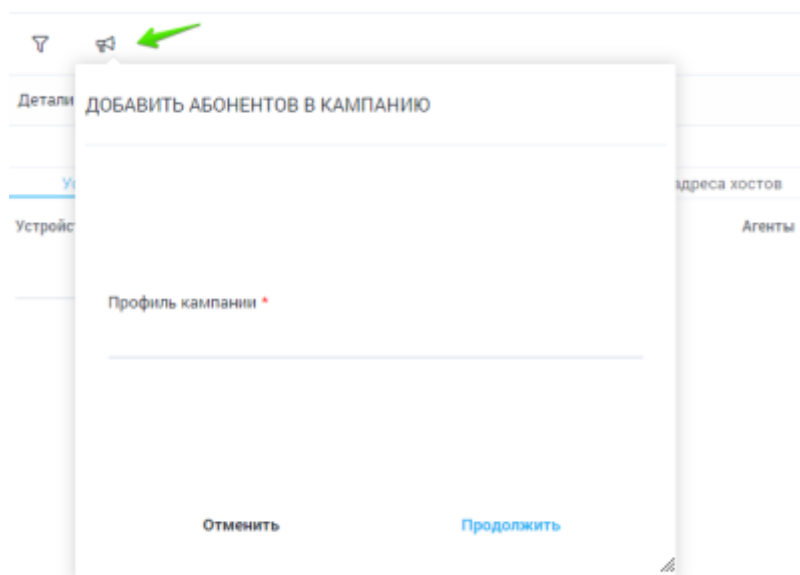 Детали
ДОБАВИТЬ АБОНЕНТОВ В КАМПАНИЮ
адреса хостов
Агенты
Профиль кампании *
Отменить Продолжить